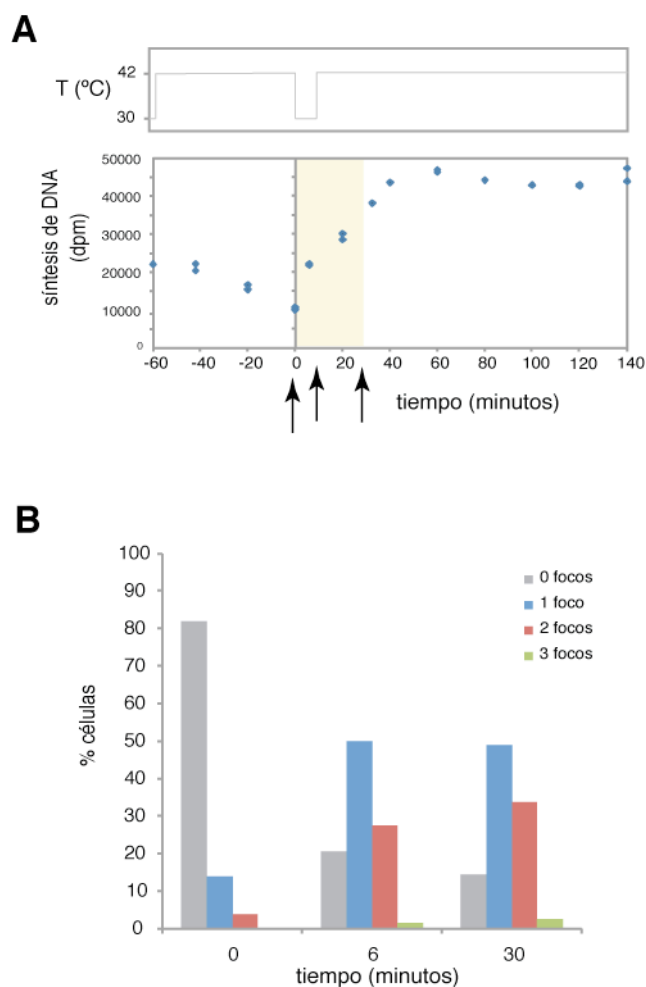 A
T (ºC)
42
30
síntesis de DNA
(dpm)
50000
40000
30000
20000
10000
0
-60 -40 -20 0 20 40 60 80 100 120 140
tiempo (minutos)
B
% células
100
90
80
70
60
50
40
30
20
10
0
0 focos
1 foco
2 focos
3 focos
0 6 30
tiempo (minutos)